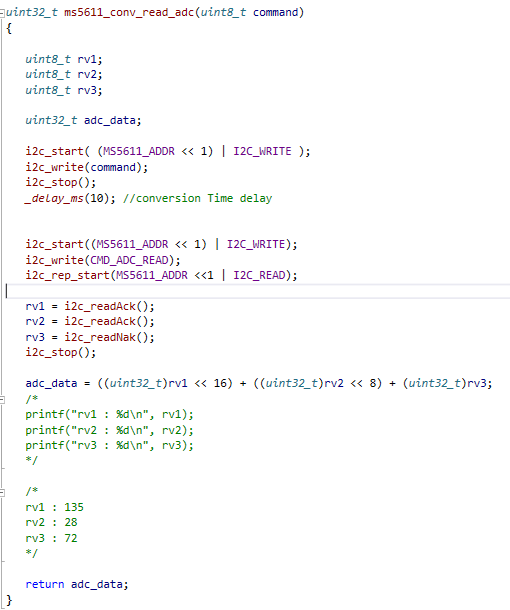 uint32_t ms5611_conv_read_adc(uint8_t command)
{
uint8_t rv1;
uint8_t rv2;
uint8_t rv3;
uint32_t adc_data;
i2c_start( (MS5611_ADDR << 1) | I2C_WRITE );
i2c_write(command);
i2c_stop();
_delay_ms(10); //conversion Time delay
i2c_start((MS5611_ADDR << 1) | I2C_WRITE);
i2c_write(CMD_ADC_READ);
i2c_rep_start(MS5611_ADDR <<1 | I2C_READ);
rv1 = i2c_readAck();
rv2 = i2c_readAck();
rv3 = i2c_readNak();
i2c_stop();
adc_data = ((uint32_t)rv1 << 16) + ((uint32_t)rv2 << 8) + (uint32_t)rv3;
/*
printf("rv1 : %d\n", rv1);
printf("rv2 : %d\n", rv2);
printf("rv3 : %d\n", rv3);
*/
/*
rv1 : 135
rv2 : 28
rv3 : 72
*/
return adc_data;
}